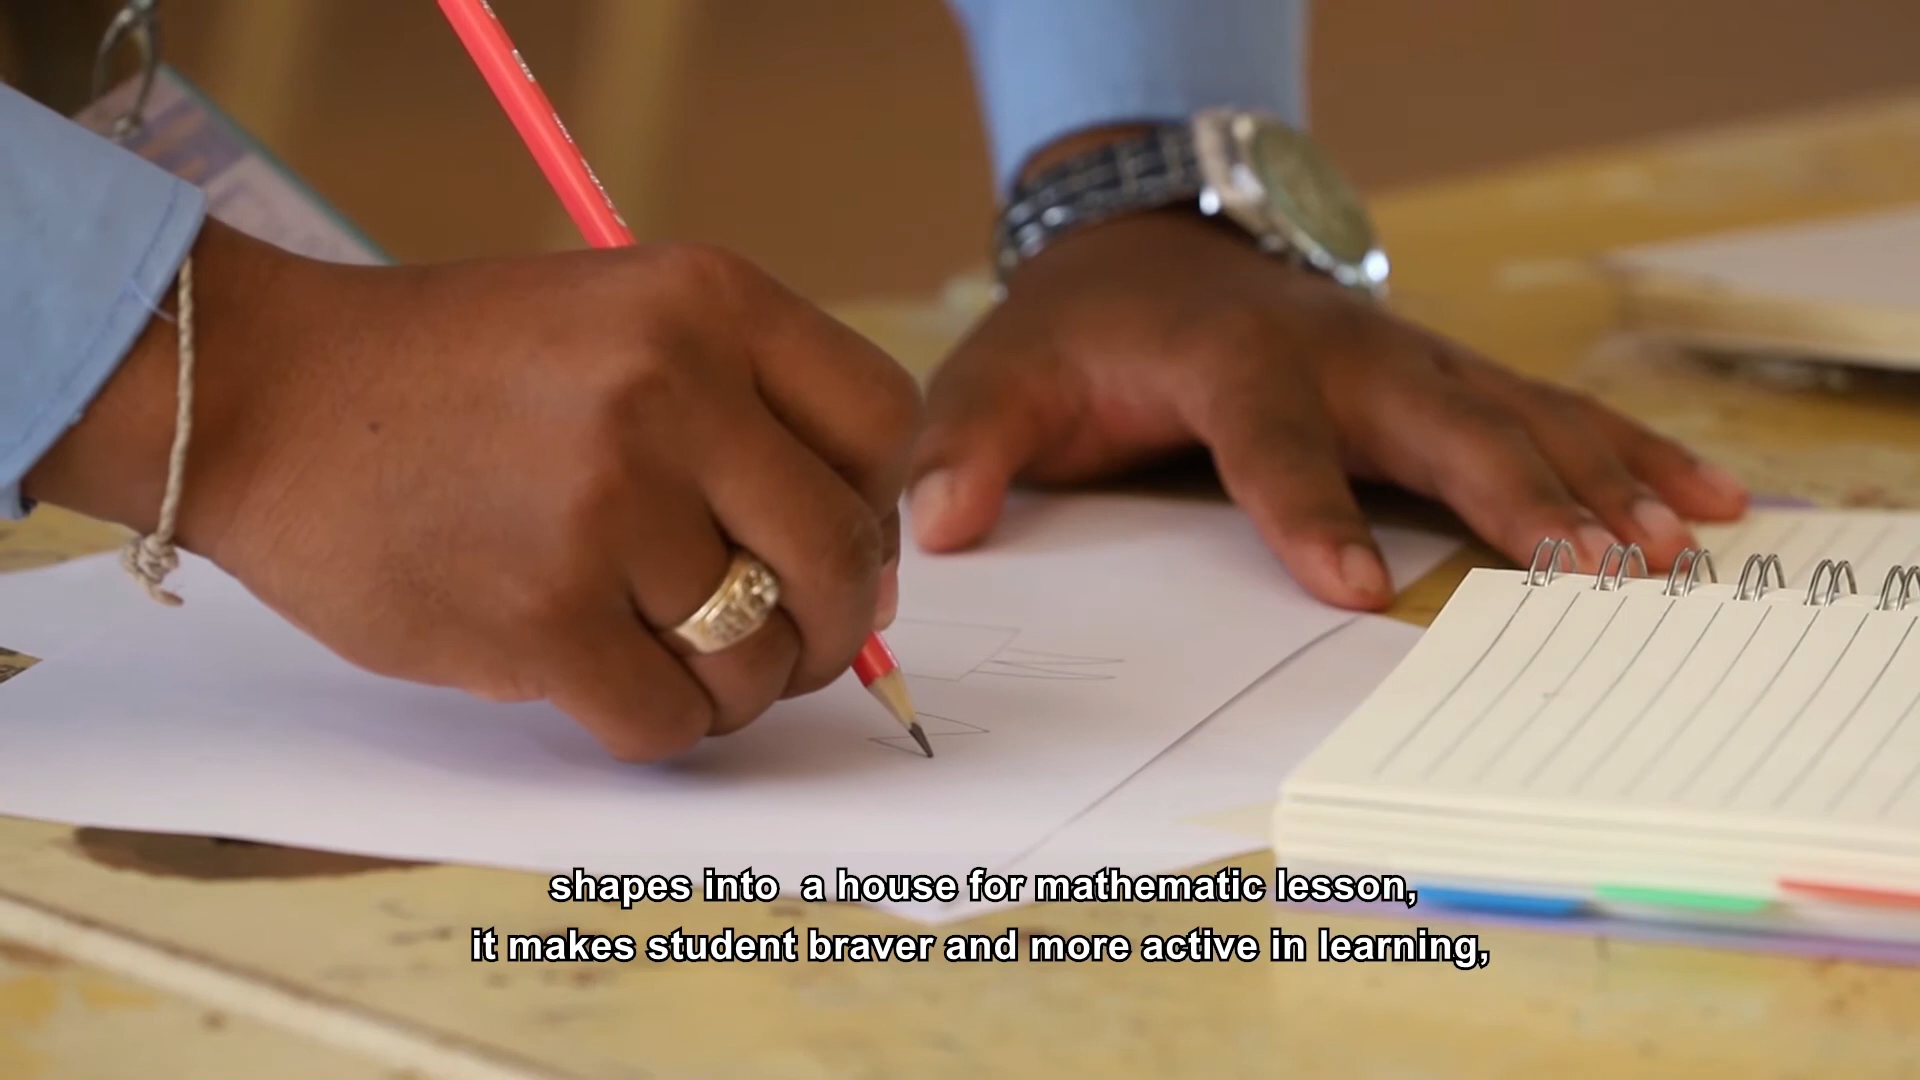 shapes into  a house for mathematic lesson,
it makes student braver and more active in learning,